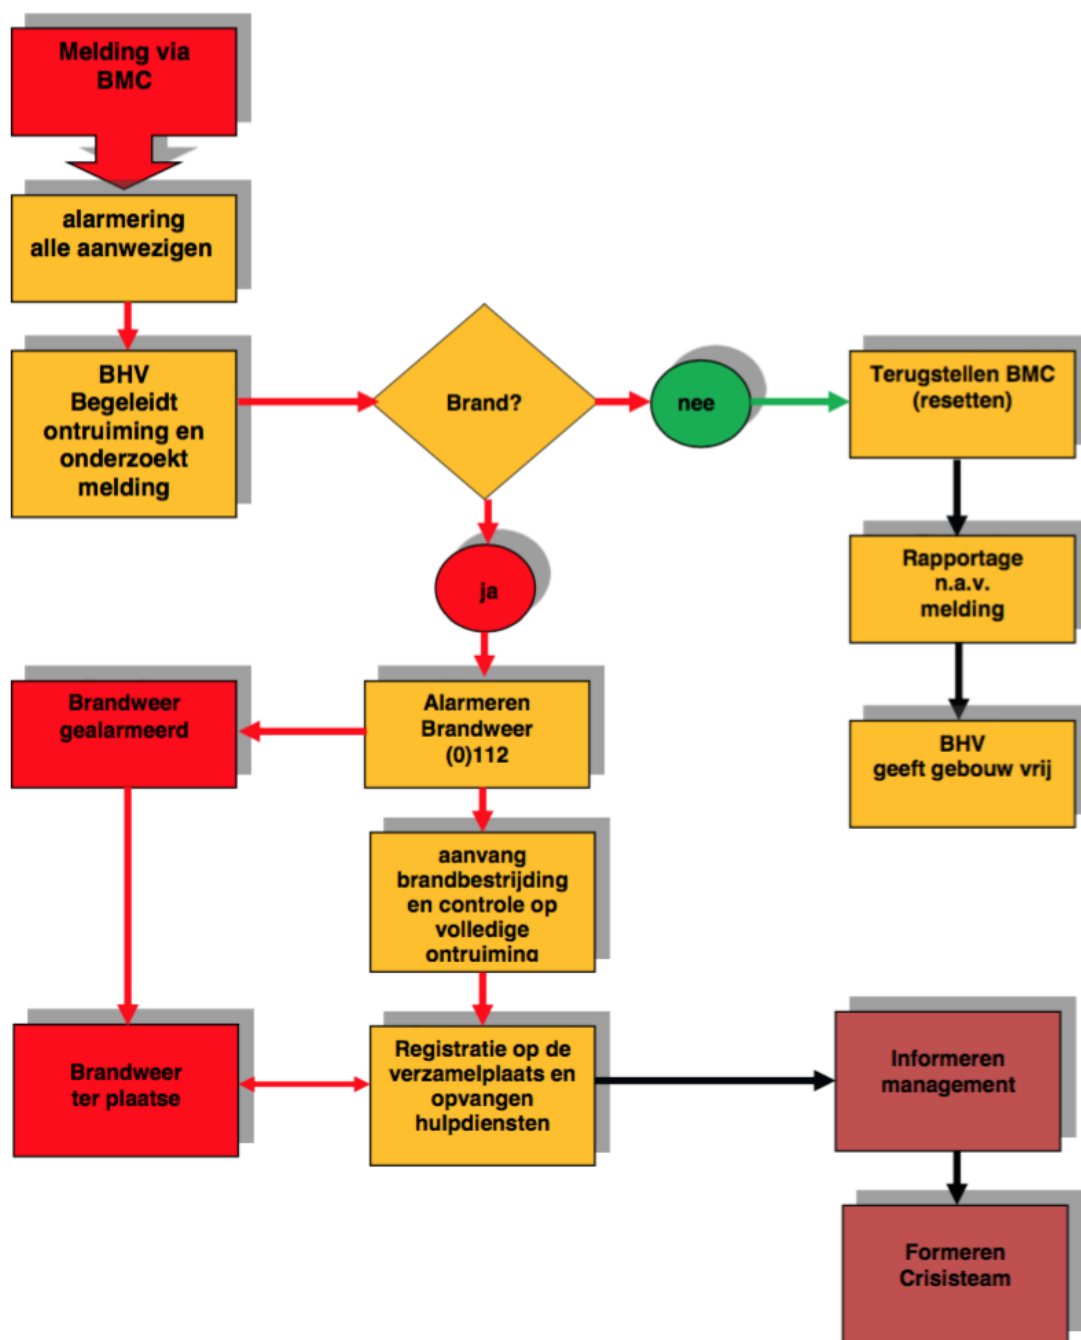 Melding via
BMC
alarmering
alle aanwezigen
BHV
Begeleidt
ontruiming en
onderzoekt
melding
Brand?
nee
Terugstellen BMC
(resetten)
Rapportage
n.a.v.
melding
BHV
geeft gebouw vrij
ja
Alarmeren
Brandweer
(0)112
Brandweer
gealarmeerd
aanvang
brandbestrijding
en controle op
volledige
ontruiming
Brandweer
ter plaatse
Registratie op de
verzamelplaats en
opvangen
hulpdiensten
Informeren
management
Formeren
Crisisteam